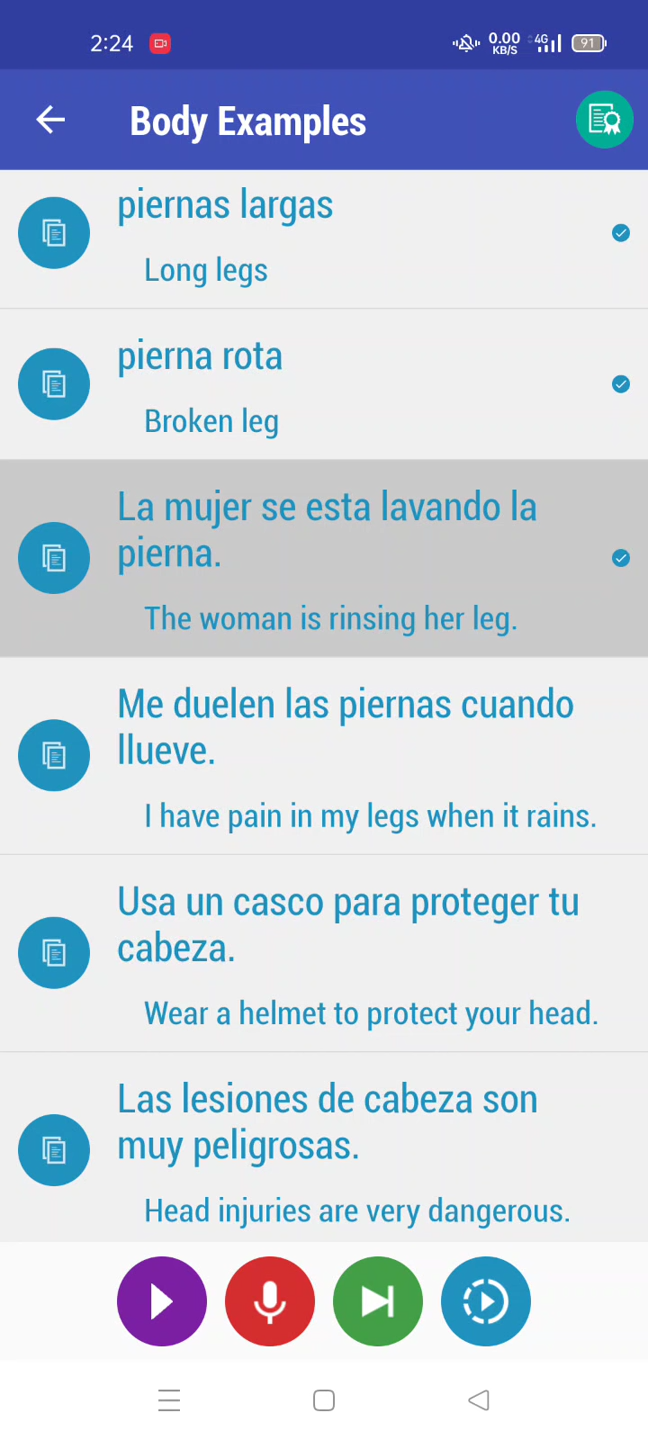 2:24
0.00
KB/S
4G
91
Body Examples
piernas largas
Long legs
pierna rota
Broken leg
La mujer se esta lavando la
pierna.
The woman is rinsing her leg.
Me duelen las piernas cuando
llueve.
I have pain in my legs when it rains.
Usa un casco para proteger tu
cabeza.
Wear a helmet to protect your head.
Las lesiones de cabeza son
muy peligrosas.
Head injuries are very dangerous.